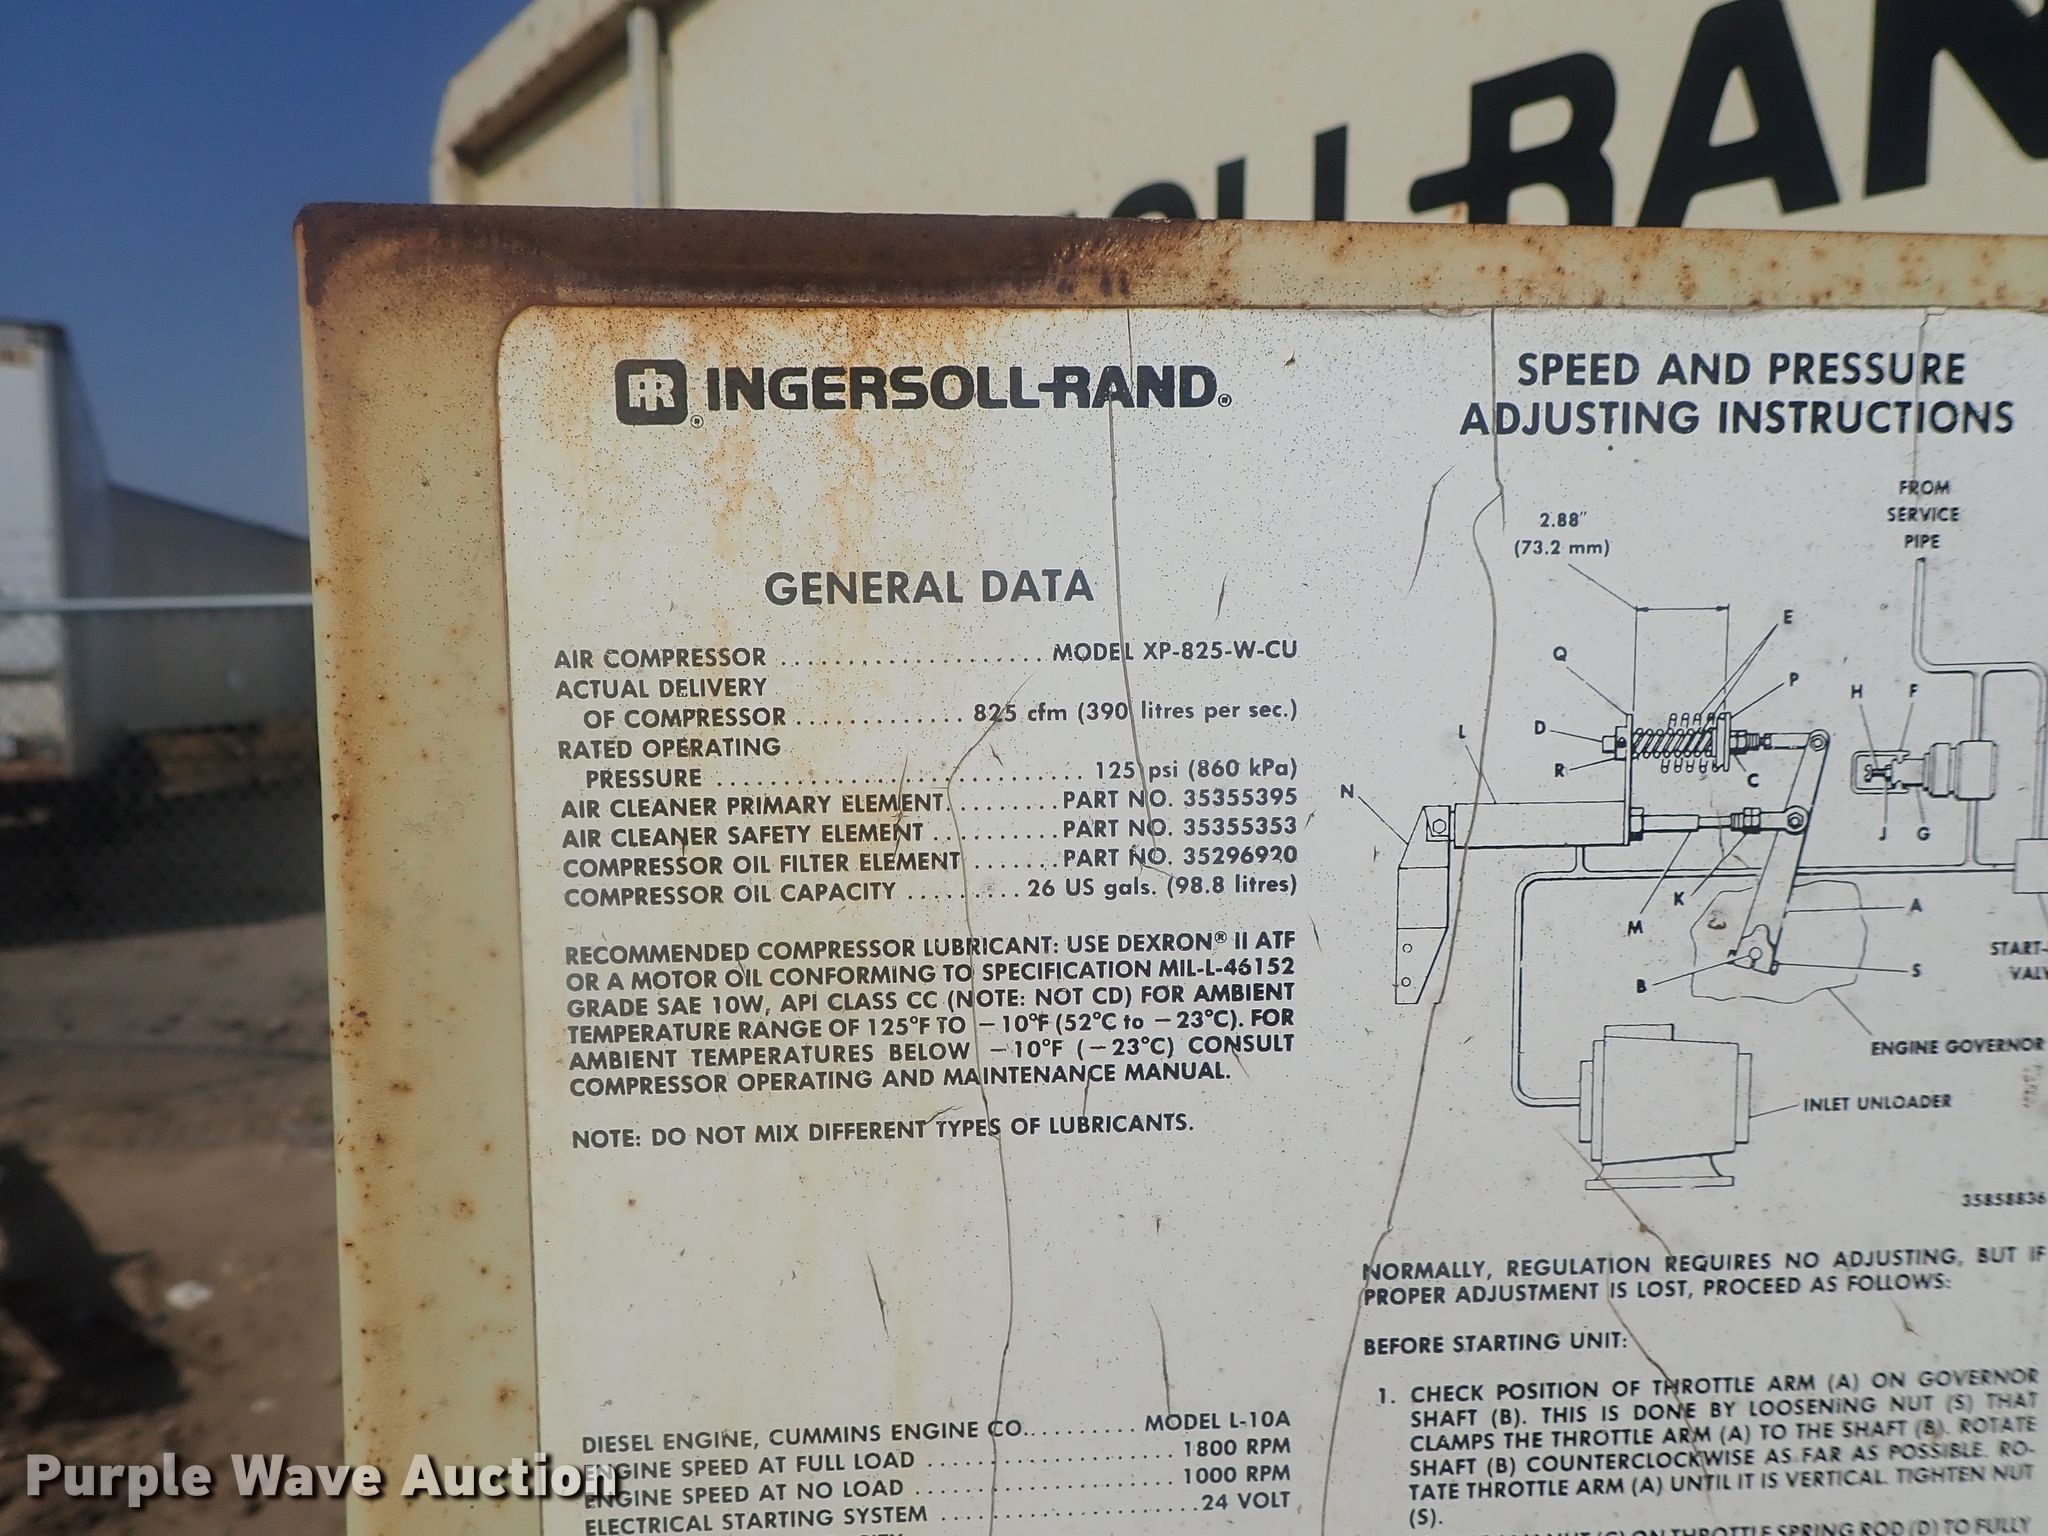 RAN
INGERSOLL-RAND®
GENERAL DATA
AIR COMPRESSOR ..................... MODEL XP-825-W-CU
ACTUAL DELIVERY
OF COMPRESSOR ............. 825 cfm (390 litres per sec.)
RATED OPERATING
PRESSURE ............................ 125 psi (860 kPa)
AIR CLEANER PRIMARY ELEMENT ......... PART NO. 35355395
AIR CLEANER SAFETY ELEMENT ........... PART NO. 35355353
COMPRESSOR OIL FILTER ELEMENT ....... PART NO. 35296920
COMPRESSOR OIL CAPACITY .......... 26 US gals. (98.8 litres)
RECOMMENDED COMPRESSOR LUBRICANT: USE DEXRON® II ATF
OR A MOTOR OIL CONFORMING TO SPECIFICATION MIL-L-46152
GRADE SAE 10W, API CLASS CC (NOTE: NOT CD) FOR AMBIENT
TEMPERATURE RANGE OF 125°F TO –10°F (52°C to –23°C). FOR
AMBIENT TEMPERATURES BELOW –10°F (–23°C) CONSULT
COMPRESSOR OPERATING AND MAINTENANCE MANUAL.
NOTE: DO NOT MIX DIFFERENT TYPES OF LUBRICANTS.
DIESEL ENGINE, CUMMINS ENGINE CO. ......... MODEL L-10A
ENGINE SPEED AT FULL LOAD .................... 1800 RPM
ENGINE SPEED AT NO LOAD ..................... 1000 RPM
ELECTRICAL STARTING SYSTEM .................... 24 VOLT
SPEED AND PRESSURE
ADJUSTING INSTRUCTIONS
FROM
SERVICE
PIPE
2.88"
(73.2 mm)
E
Q
P
H F
D
L
R
C
N
J G
K
M
A
START-
VALV
B
S
ENGINE GOVERNOR
INLET UNLOADER
35858836
NORMALLY, REGULATION REQUIRES NO ADJUSTING, BUT IF
PROPER ADJUSTMENT IS LOST, PROCEED AS FOLLOWS:
BEFORE STARTING UNIT:
1. CHECK POSITION OF THROTTLE ARM (A) ON GOVERNOR
SHAFT (B). THIS IS DONE BY LOOSENING NUT (S) THAT
CLAMPS THE THROTTLE ARM (A) TO THE SHAFT (B). ROTATE
SHAFT (B) COUNTERCLOCKWISE AS FAR AS POSSIBLE. RO-
TATE THROTTLE ARM (A) UNTIL IT IS VERTICAL. TIGHTEN NUT
(S).
ON THROTTLE SPRING ROD (D) TO FULLY
Purple Wave Auction